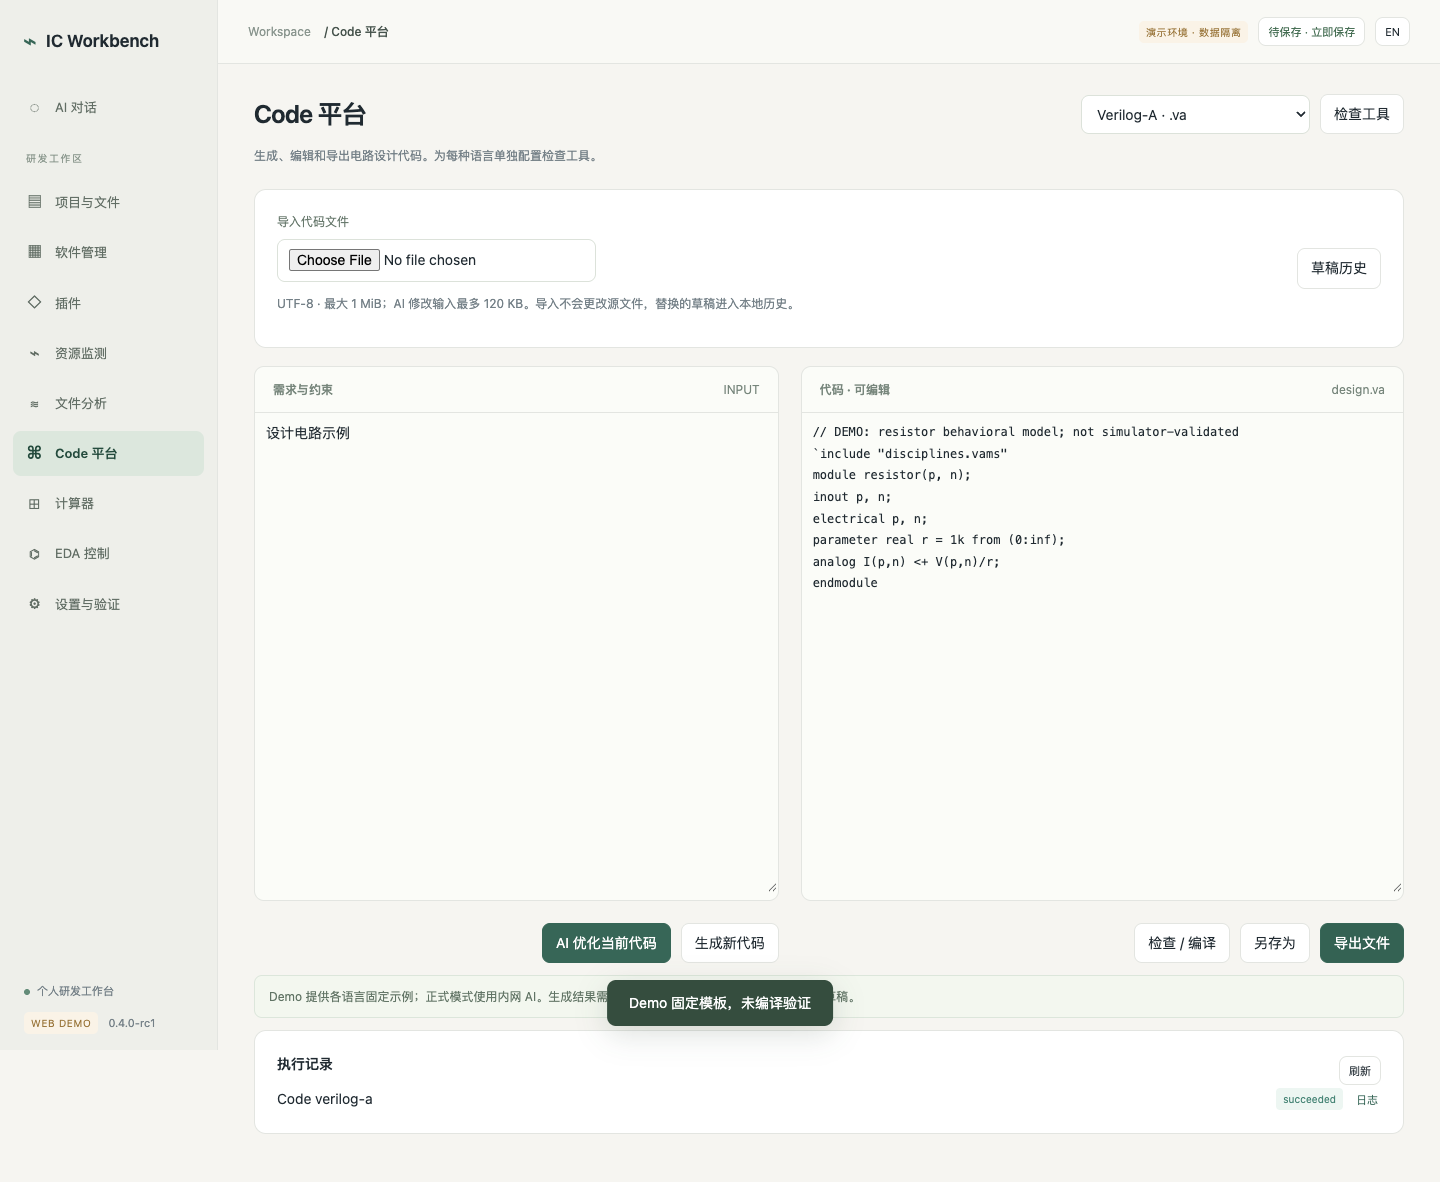 IC Workbench
Workspace / Code 平台
演示环境 · 数据隔离
待保存 · 立即保存
EN
AI 对话
研发工作区
项目与文件
软件管理
插件
资源监测
文件分析
Code 平台
计算器
EDA 控制
设置与验证
个人研发工作台
WEB DEMO 0.4.0-rc1
Code 平台
Verilog-A · .va
检查工具
生成、编辑和导出电路设计代码。为每种语言单独配置检查工具。
导入代码文件
Choose File No file chosen
草稿历史
UTF-8 · 最大 1 MiB；AI 修改输入最多 120 KB。导入不会更改源文件，替换的草稿进入本地历史。
需求与约束 INPUT
设计电路示例
代码 · 可编辑 design.va
// DEMO: resistor behavioral model; not simulator-validated
`include "disciplines.vams"
module resistor(p, n);
inout p, n;
electrical p, n;
parameter real r = 1k from (0:inf);
analog I(p,n) <+ V(p,n)/r;
endmodule
AI 优化当前代码
生成新代码
检查 / 编译
另存为
导出文件
Demo 提供各语言固定示例；正式模式使用内网 AI。生成结果需
稿。
Demo 固定模板，未编译验证
执行记录
刷新
Code verilog-a succeeded 日志